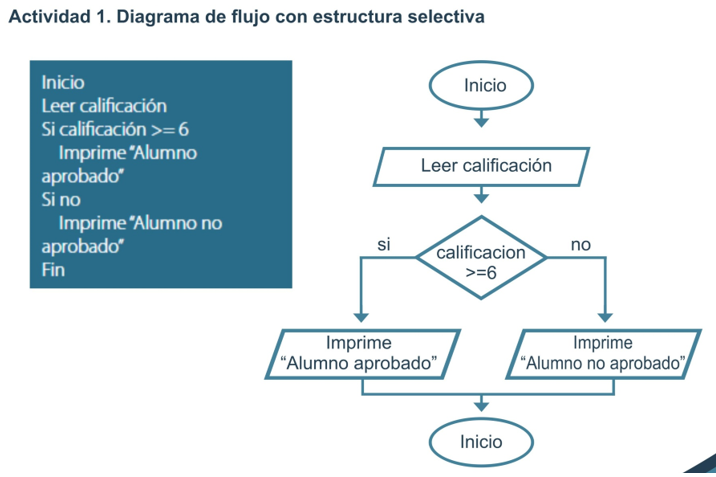 Actividad 1. Diagrama de flujo con estructura selectiva
Inicio
Leer calificación
Si calificación >= 6
Imprime "Alumno
aprobado"
Si no
Imprime "Alumno no
aprobado"
Fin
Inicio
Leer calificación
si
calificacion
>=6
no
Imprime
“Alumno aprobado”
Imprime
“Alumno no aprobado”
Inicio